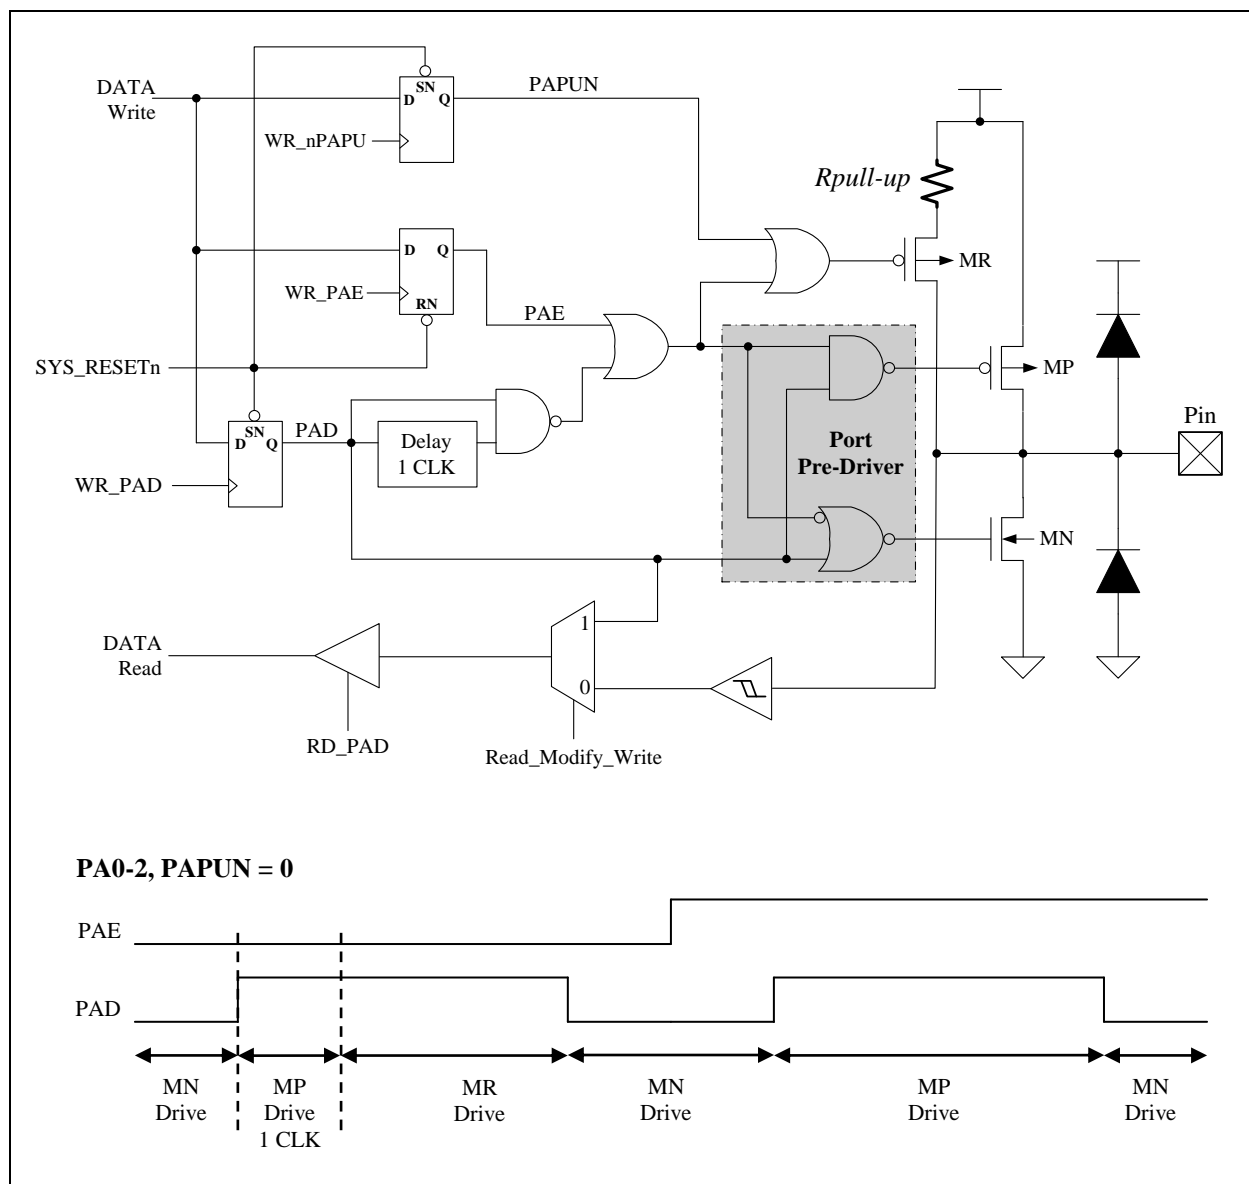 DATA
Write
D
SN
Q
PAPUN
WR_nPAPU
Rpull-up
D
Q
MR
WR_PAE
RN
PAE
SYS_RESETn
MP
D
SN
Q
PAD
Delay
1 CLK
Port
Pre-Driver
Pin
WR_PAD
MN
1
DATA
Read
0
RD_PAD
Read_Modify_Write
PA0-2, PAPUN = 0
PAE
PAD
MN
Drive
MP
Drive
1 CLK
MR
Drive
MN
Drive
MP
Drive
MN
Drive